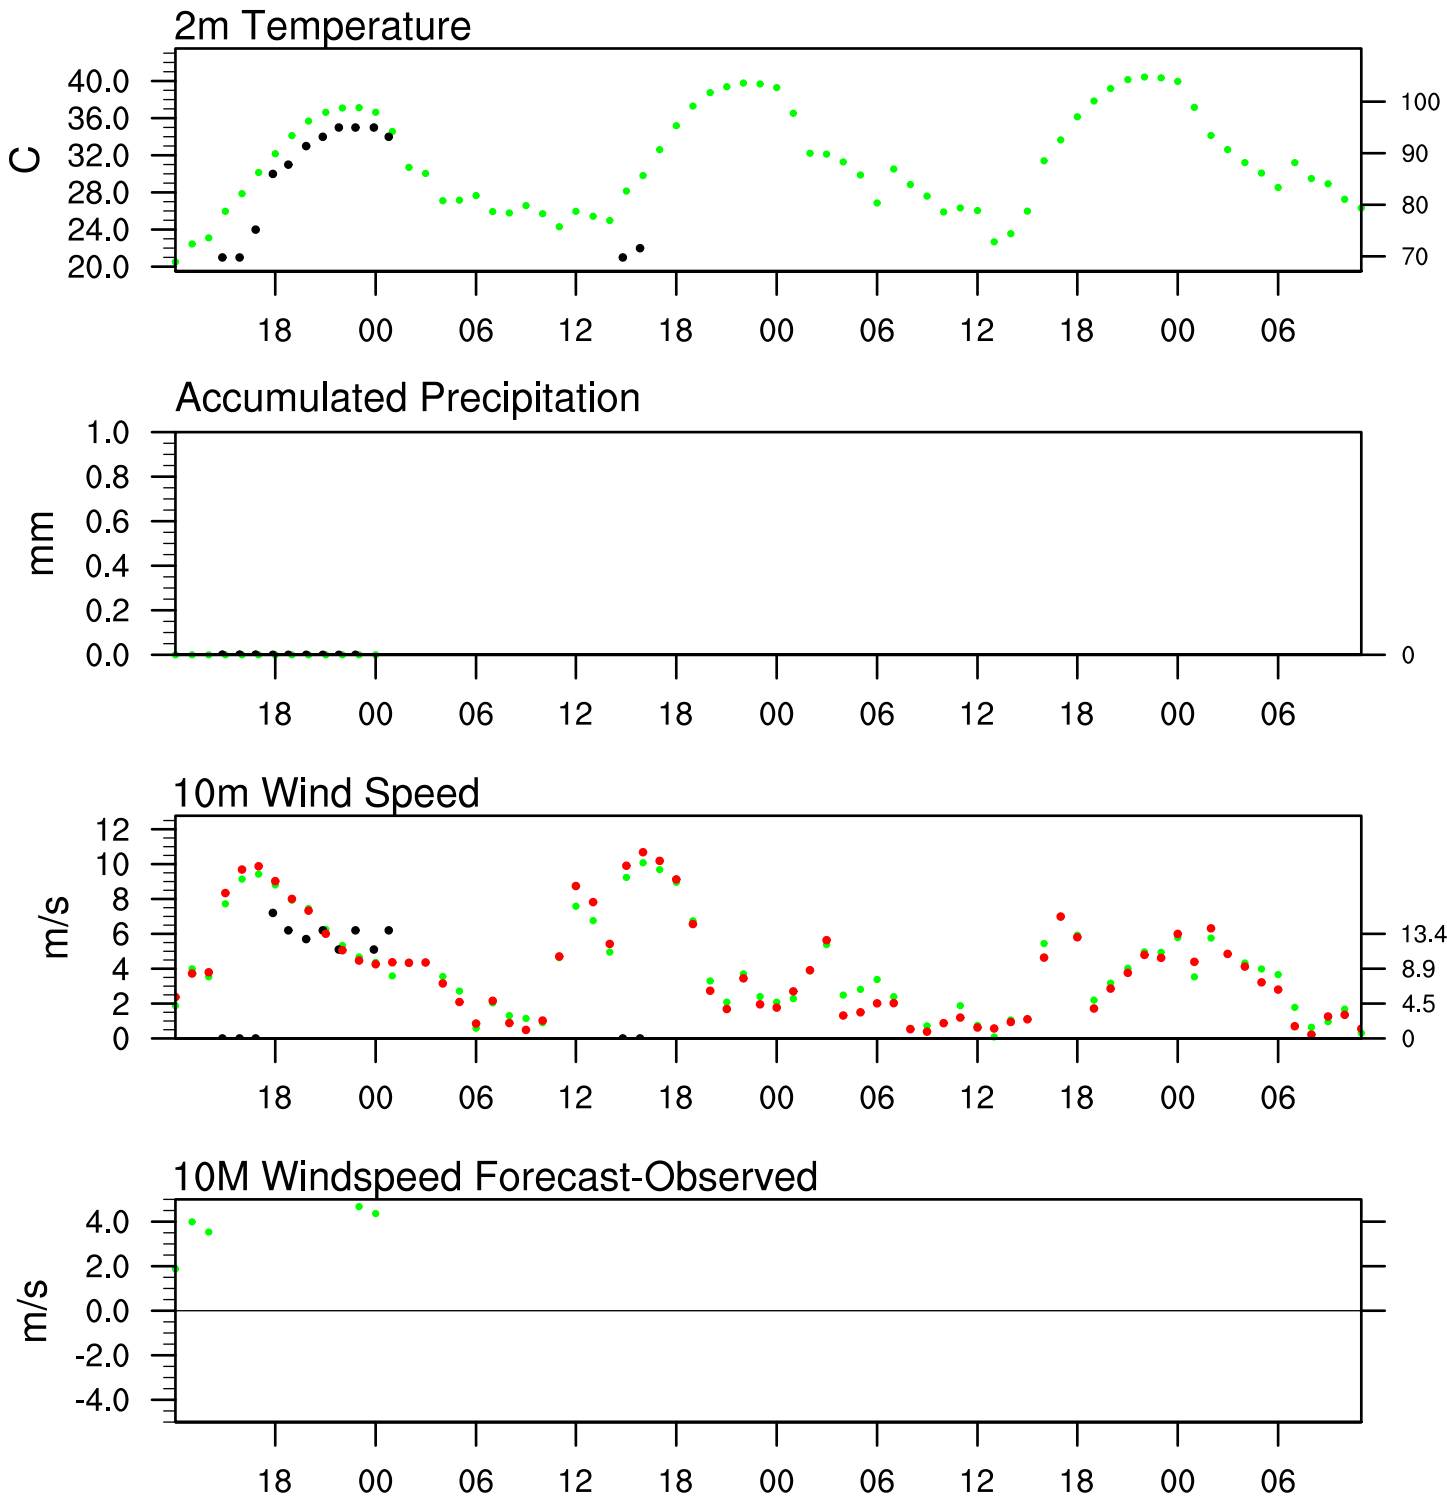 2m Temperature
40.0
36.0
32.0
28.0
24.0
20.0
C
100
90
80
70
18 00 06 12 18 00 06 12 18 00 06
Accumulated Precipitation
1.0
0.8
0.6
0.4
0.2
0.0
mm
0
18 00 06 12 18 00 06 12 18 00 06
10m Wind Speed
12
10
8
6
4
2
0
m/s
13.4
8.9
4.5
0
18 00 06 12 18 00 06 12 18 00 06
10M Windspeed Forecast-Observed
4.0
2.0
0.0
-2.0
-4.0
m/s
18 00 06 12 18 00 06 12 18 00 06